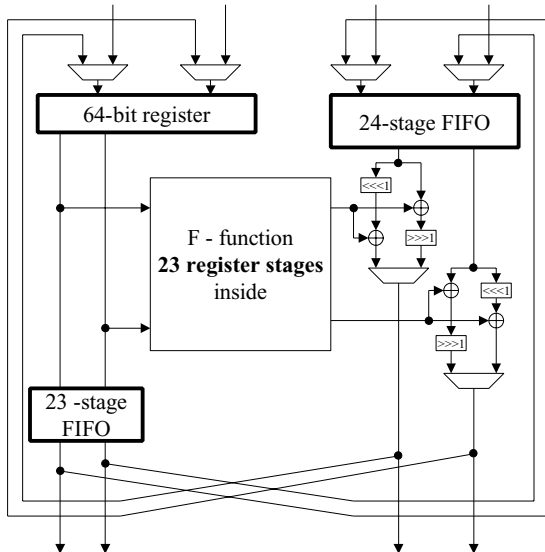 64-bit register
24-stage FIFO
<<<1
F - function
23 register stages
inside
>>>1
<<<1
>>>1
23 -stage
FIFO